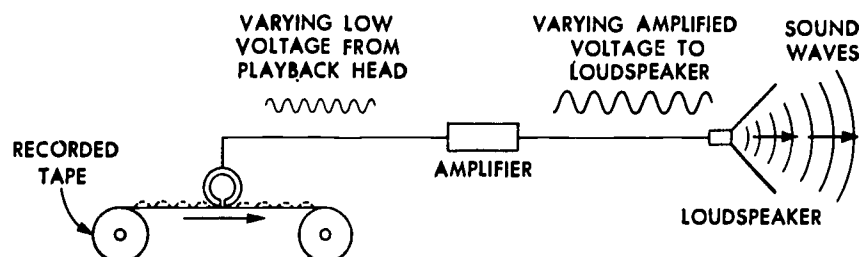 VARYING LOW
VOLTAGE FROM
PLAYBACK HEAD
VARYING AMPLIFIED
VOLTAGE TO
LOUDSPEAKER
SOUND
WAVES
RECORDED
TAPE
AMPLIFIER
LOUDSPEAKER